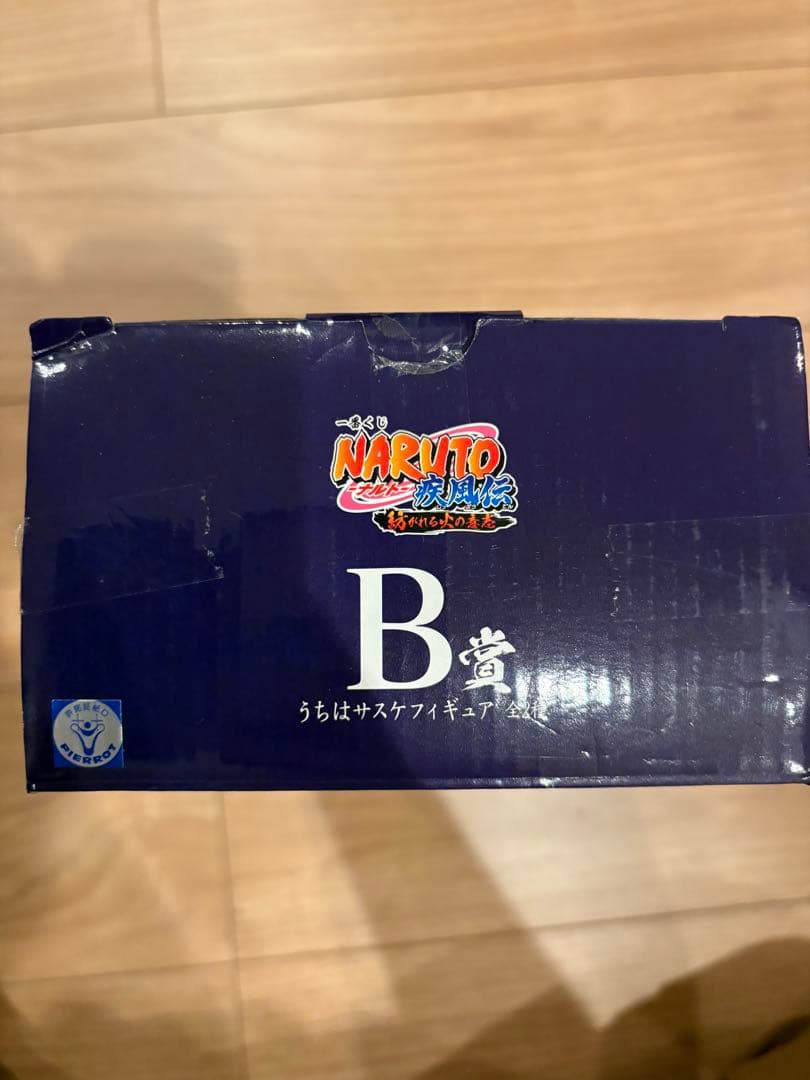 一番くじ
NARUTO
ナルト
疾風伝
紡がれる火の意志
B賞
うちはサスケフィギュア 全2種
PIERROT